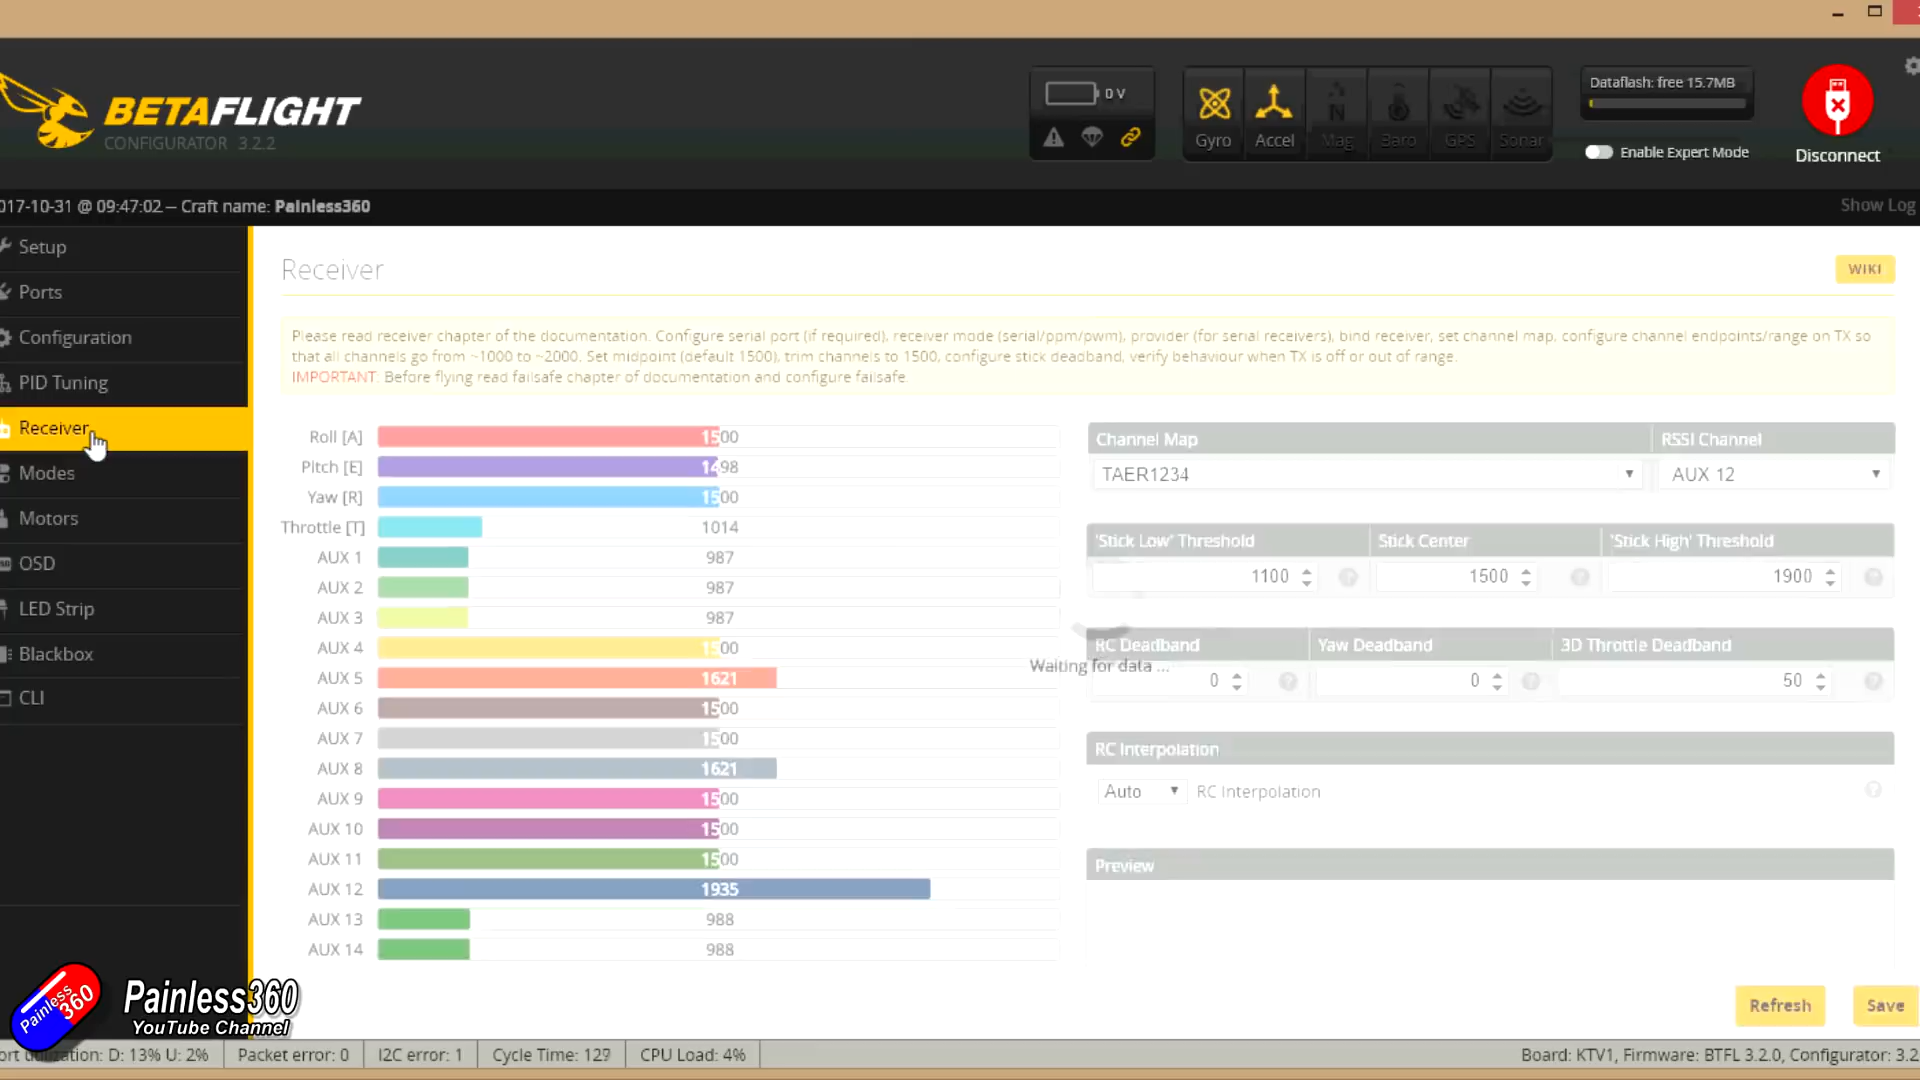 BETAFLIGHT
CONFIGURATOR 3.2.2
0 V
Gyro
Accel
Mag
Baro
GPS
Sonar
Dataflash: free 15.7MB
Enable Expert Mode
Disconnect
017-10-31 @ 09:47:02 -- Craft name: Painless360
Show Log
Setup
Ports
Configuration
PID Tuning
Receiver
Modes
Motors
OSD
LED Strip
Blackbox
CLI
Receiver
WIKI
Please read receiver chapter of the documentation. Configure serial port (if required), receiver mode (serial/ppm/pwm), provider (for serial receivers), bind receiver, set channel map, configure channel endpoints/range on TX so
that all channels go from ~1000 to ~2000. Set midpoint (default 1500), trim channels to 1500, configure stick deadband, verify behaviour when TX is off or out of range.
IMPORTANT: Before flying read failsafe chapter of documentation and configure failsafe.
Roll [A] 1500
Pitch [E] 1498
Yaw [R] 1500
Throttle [T] 1014
AUX 1 987
AUX 2 987
AUX 3 987
AUX 4 1500
AUX 5 1621
AUX 6 1500
AUX 7 1500
AUX 8 1621
AUX 9 1500
AUX 10 1500
AUX 11 1500
AUX 12 1935
AUX 13 988
AUX 14 988
Channel Map RSSI Channel
TAER1234 AUX 12
'Stick Low' Threshold Stick Center 'Stick High' Threshold
1100 1500 1900
RC Deadband Yaw Deadband 3D Throttle Deadband
Waiting for data ...
0 0 50
RC Interpolation
Auto RC Interpolation
Preview
Refresh Save
Painless 360
Painless360
YouTube Channel
ort utilization: D: 13% U: 2% Packet error: 0 I2C error: 1 Cycle Time: 127 CPU Load: 4% Board: KTV1, Firmware: BTFL 3.2.0, Configurator: 3.2